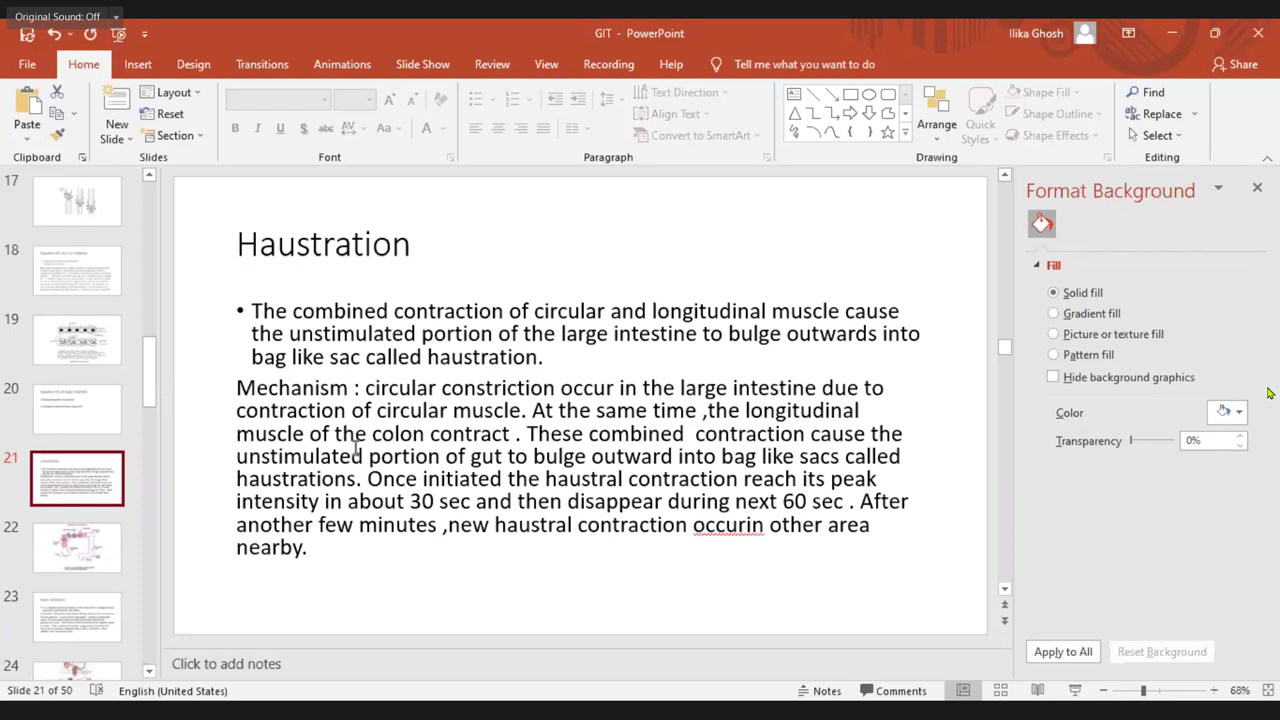 Original Sound: Off
GIT - PowerPoint
Ilika Ghosh
File Home Insert Design Transitions Animations Slide Show Review View Recording Help Tell me what you want to do Share
Paste
New
Slide
Layout
Reset
Section
B I U S abc AV Aa A
Text Direction
Align Text
Convert to SmartArt
Arrange
Quick
Styles
Shape Fill
Shape Outline
Shape Effects
Find
Replace
Select
Clipboard Slides Font Paragraph Drawing Editing
17
18
19
20
21
22
23
24
Haustration
• The combined contraction of circular and longitudinal muscle cause
the unstimulated portion of the large intestine to bulge outwards into
bag like sac called haustration.
Mechanism : circular constriction occur in the large intestine due to
contraction of circular muscle. At the same time ,the longitudinal
muscle of the colon contract . These combined contraction cause the
unstimulated portion of gut to bulge outward into bag like sacs called
haustrations. Once initiated the haustral contraction reach its peak
intensity in about 30 sec and then disappear during next 60 sec . After
another few minutes ,new haustral contraction occurin other area
nearby.
Click to add notes
Format Background
Fill
Solid fill
Gradient fill
Picture or texture fill
Pattern fill
Hide background graphics
Color
Transparency 0%
Apply to All Reset Background
Slide 21 of 50 English (United States) Notes Comments 68%